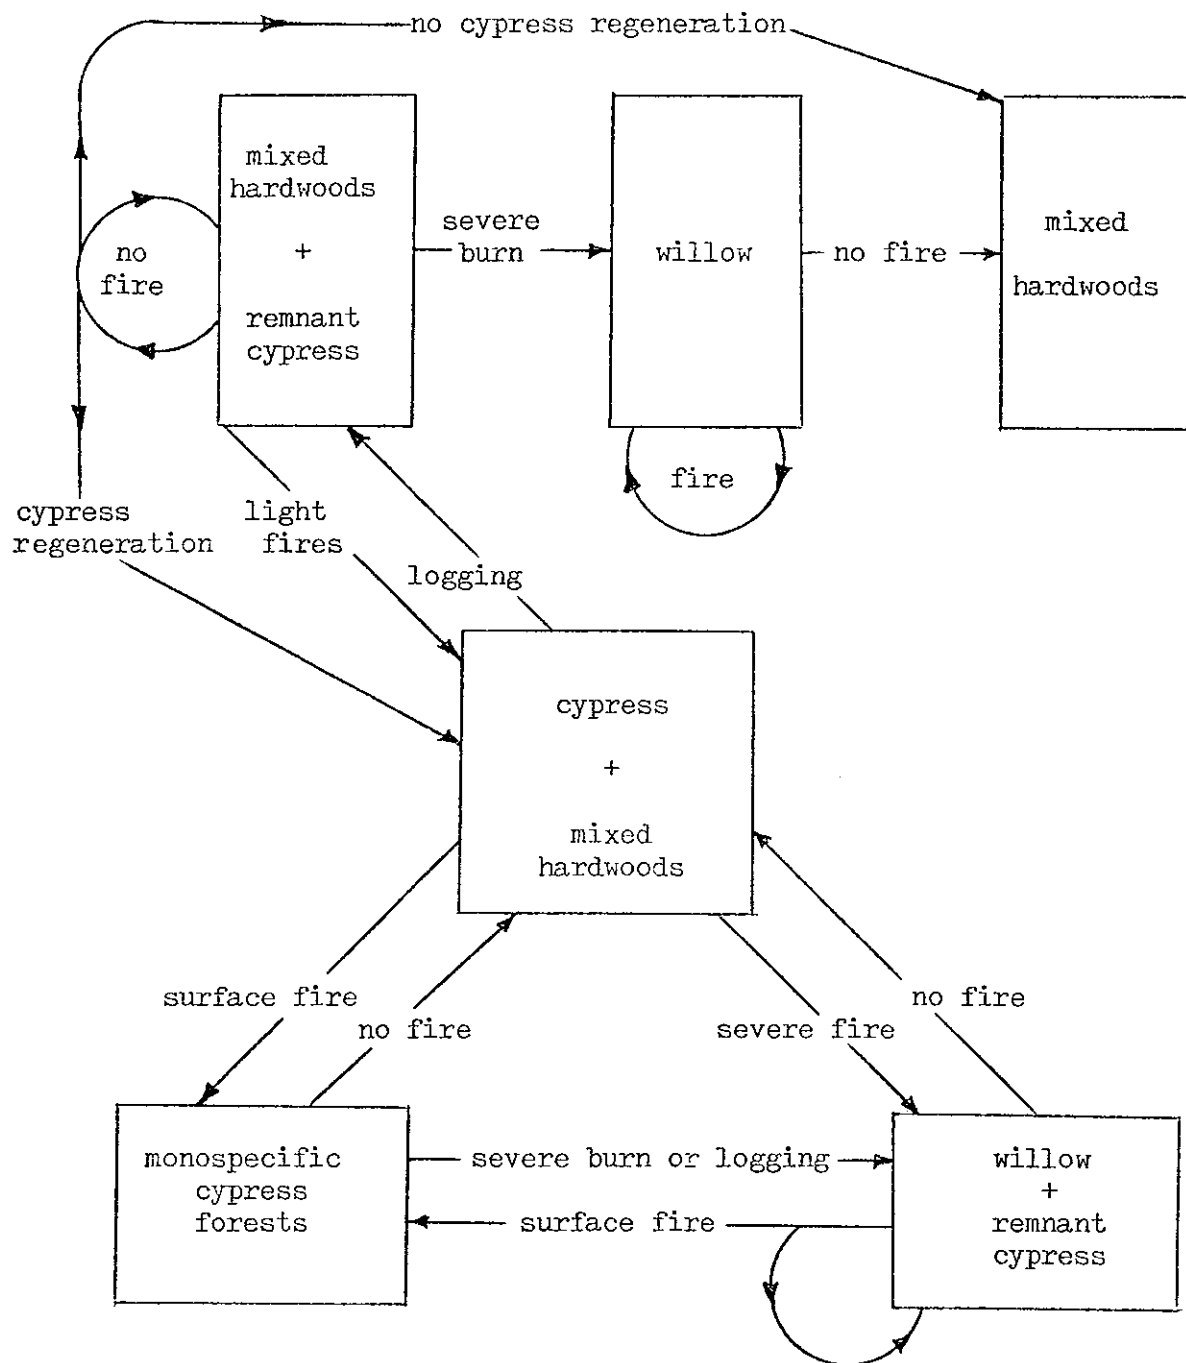 no cypress regeneration
mixed
hardwoods
+
remnant
cypress
no
fire
severe
burn
willow
no fire
mixed
hardwoods
fire
cypress
regeneration
light
fires
logging
cypress
+
mixed
hardwoods
surface fire
no fire
severe fire
no fire
monospecific
cypress
forests
severe burn or logging
surface fire
willow
+
remnant
cypress